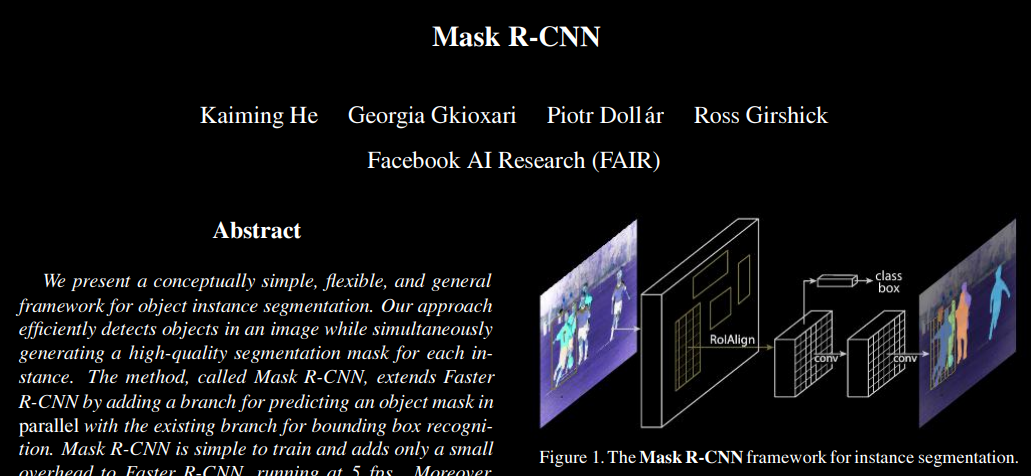 Mask R-CNN
Kaiming He Georgia Gkioxari Piotr Dollár Ross Girshick
Facebook AI Research (FAIR)
Abstract
We present a conceptually simple, flexible, and general
framework for object instance segmentation. Our approach
efficiently detects objects in an image while simultaneously
generating a high-quality segmentation mask for each in-
stance. The method, called Mask R-CNN, extends Faster
R-CNN by adding a branch for predicting an object mask in
parallel with the existing branch for bounding box recogni-
tion. Mask R-CNN is simple to train and adds only a small
overhead to Faster R-CNN, running at 5 fps. Moreover,
class
box
RoIAlign
conv
conv
Figure 1. The Mask R-CNN framework for instance segmentation.